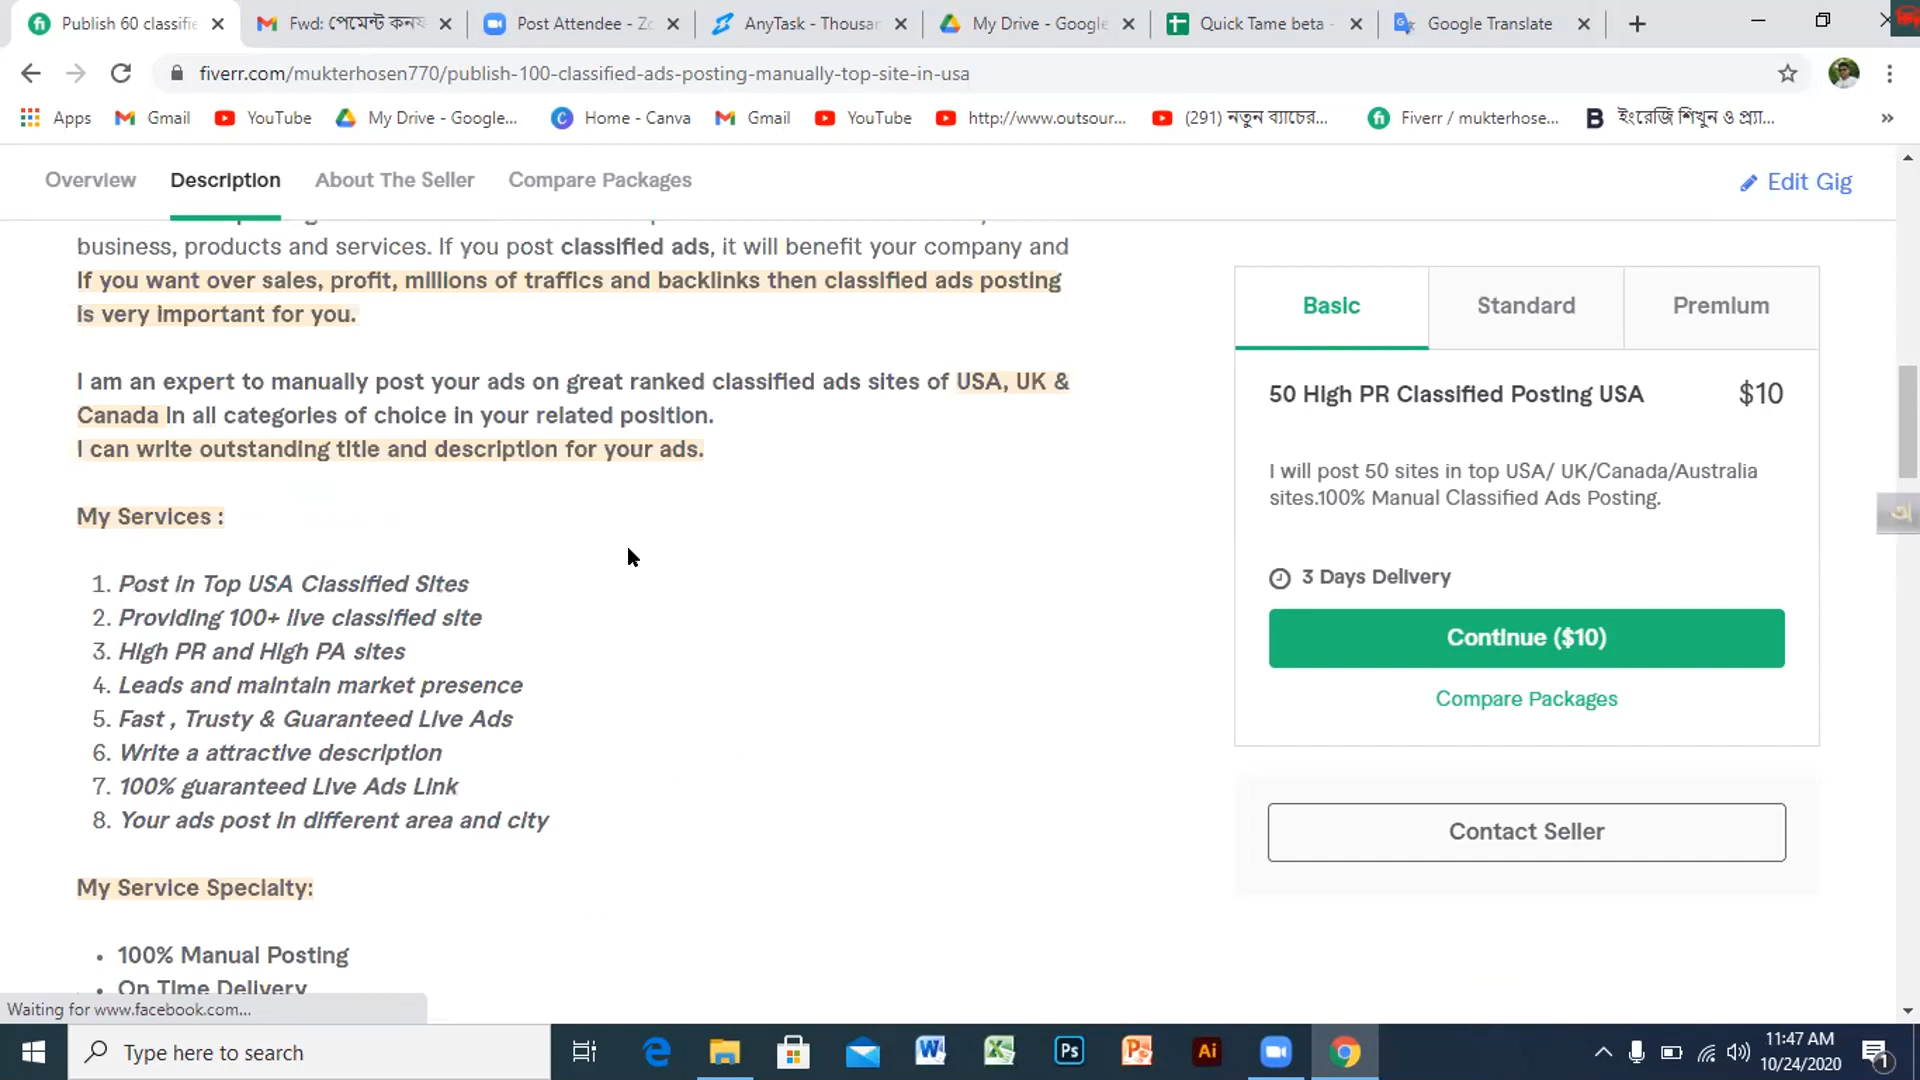 Publish 60 classifie
Fwd: পেমেন্ট কনফ
Post Attendee - Zo
AnyTask - Thousan
My Drive - Google
Quick Tame beta -
Google Translate
fiverr.com/mukterhosen770/publish-100-classified-ads-posting-manually-top-site-in-usa
Apps
Gmail
YouTube
My Drive - Google...
Home - Canva
Gmail
YouTube
http://www.outsour...
(291) নতুন ব্যাচের...
Fiverr / mukterhose...
ইংরেজি শিখুন ও প্র্যা...
Overview
Description
About The Seller
Compare Packages
Edit Gig
business, products and services. If you post classified ads, it will benefit your company and
If you want over sales, profit, millions of traffics and backlinks then classified ads posting
is very important for you.
I am an expert to manually post your ads on great ranked classified ads sites of USA, UK &
Canada In all categories of choice in your related position.
I can write outstanding title and description for your ads.
My Services :
1. Post in Top USA Classified Sites
2. Providing 100+ live classified site
3. High PR and High PA sites
4. Leads and maintain market presence
5. Fast , Trusty & Guaranteed Live Ads
6. Write a attractive description
7. 100% guaranteed Live Ads Link
8. Your ads post in different area and city
My Service Specialty:
• 100% Manual Posting
• On Time Delivery
Basic
Standard
Premium
50 High PR Classified Posting USA
$10
I will post 50 sites in top USA/ UK/Canada/Australia
sites.100% Manual Classified Ads Posting.
3 Days Delivery
Continue ($10)
Compare Packages
Contact Seller
অ
Waiting for www.facebook.com...
Type here to search
11:47 AM
10/24/2020
1